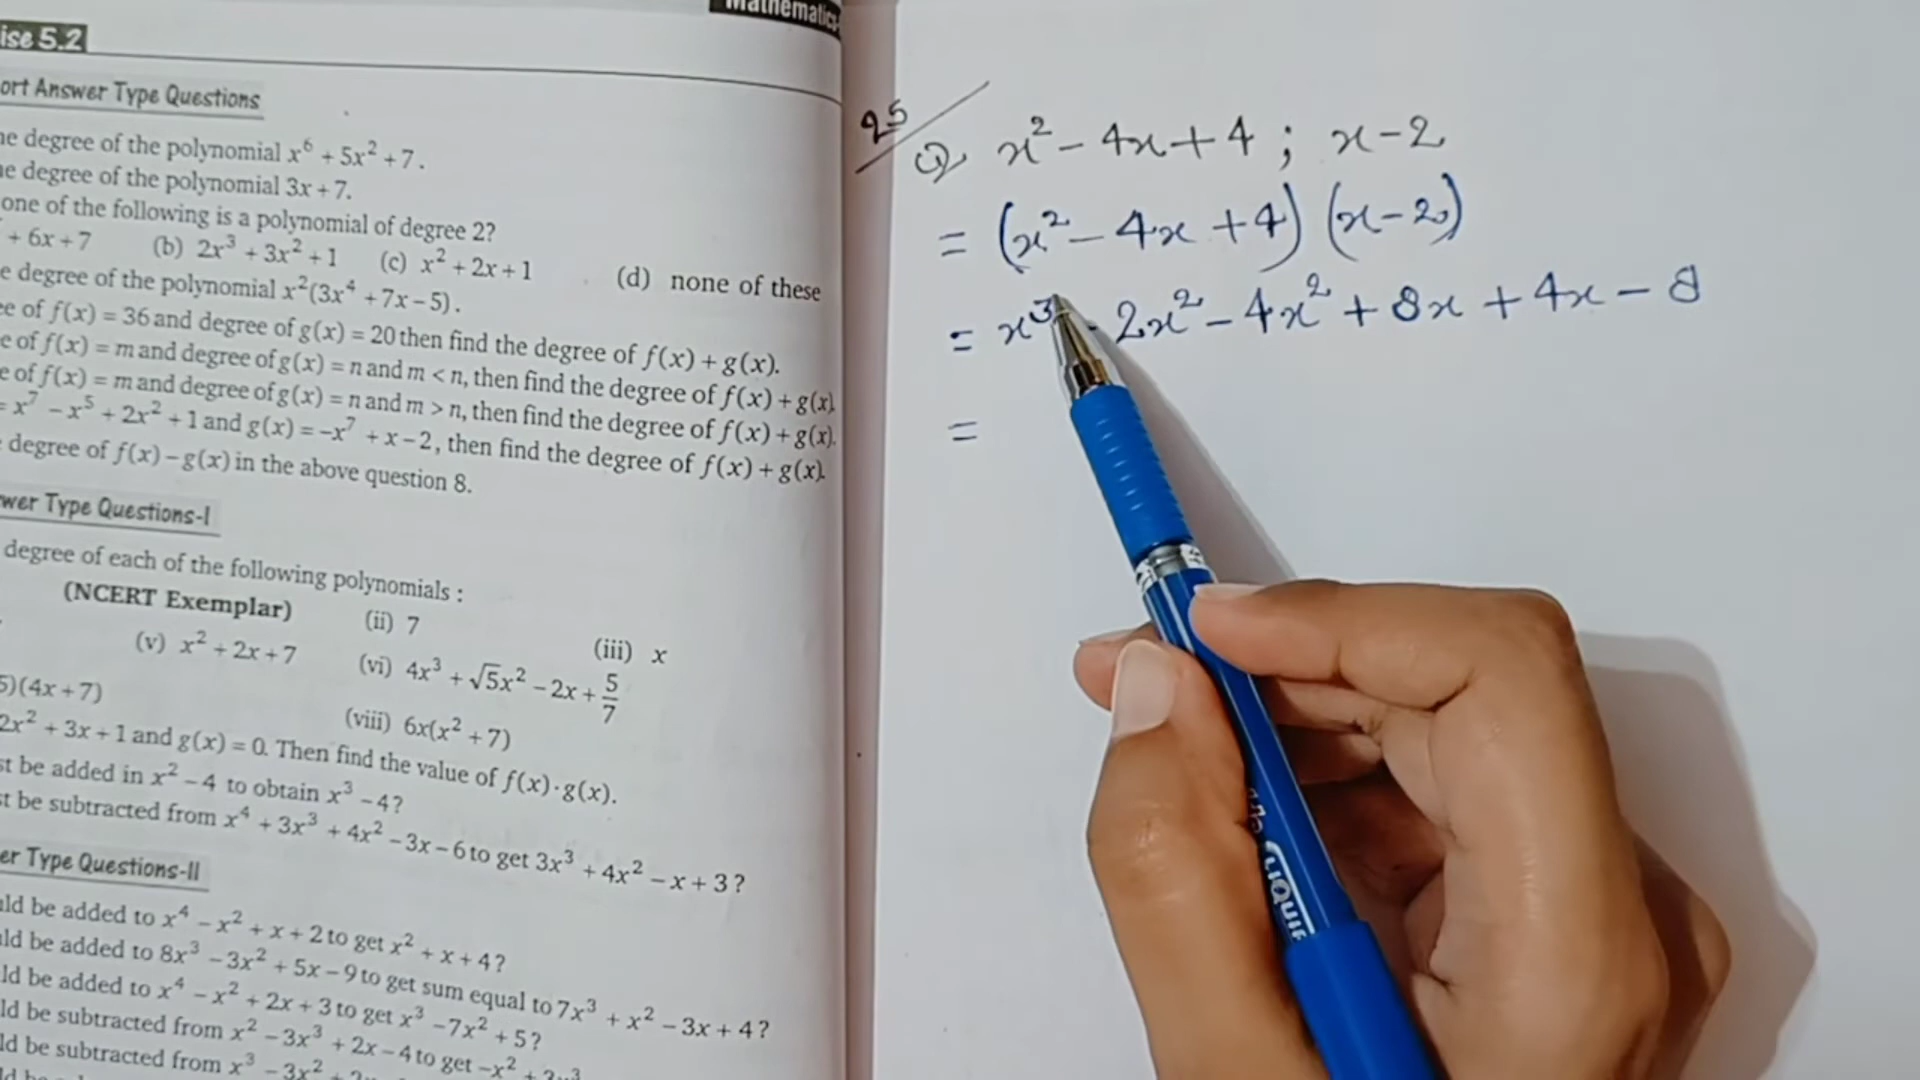 Mathematics
ise 5.2
ort Answer Type Questions
he degree of the polynomial x⁶ + 5x² + 7.
he degree of the polynomial 3x + 7.
one of the following is a polynomial of degree 2?
+ 6x + 7 (b) 2x³ + 3x² + 1 (c) x² + 2x + 1 (d) none of these
e degree of the polynomial x²(3x⁴ + 7x − 5).
ee of f(x) = 36 and degree of g(x) = 20 then find the degree of f(x) + g(x).
e of f(x) = m and degree of g(x) = n and m < n, then find the degree of f(x) + g(x).
e of f(x) = m and degree of g(x) = n and m > n, then find the degree of f(x) + g(x).
= x⁷ − x⁵ + 2x² + 1 and g(x) = −x⁷ + x − 2, then find the degree of f(x) + g(x).
degree of f(x) − g(x) in the above question 8.
wer Type Questions-I
degree of each of the following polynomials :
(NCERT Exemplar) (ii) 7 (iii) x
(v) x² + 2x + 7 (vi) 4x³ + √5x² − 2x + 5/7
5)(4x + 7) (viii) 6x(x² + 7)
2x² + 3x + 1 and g(x) = 0. Then find the value of f(x)·g(x).
st be added in x² − 4 to obtain x³ − 4?
st be subtracted from x⁴ + 3x³ + 4x² − 3x − 6 to get 3x³ + 4x² − x + 3?
er Type Questions-II
uld be added to x⁴ − x² + x + 2 to get x² + x + 4?
uld be added to 8x³ − 3x² + 5x − 9 to get sum equal to 7x³ + x² − 3x + 4?
ld be added to x⁴ − x² + 2x + 3 to get x³ − 7x² + 5?
ld be subtracted from x² − 3x³ + 2x − 4 to get −x² +
ld be subtracted from x³ − 3x²
25
Q x² − 4x + 4 ; x − 2
= (x² − 4x + 4) (x − 2)
= x³ - 2x² − 4x² + 8x + 4x − 8
=